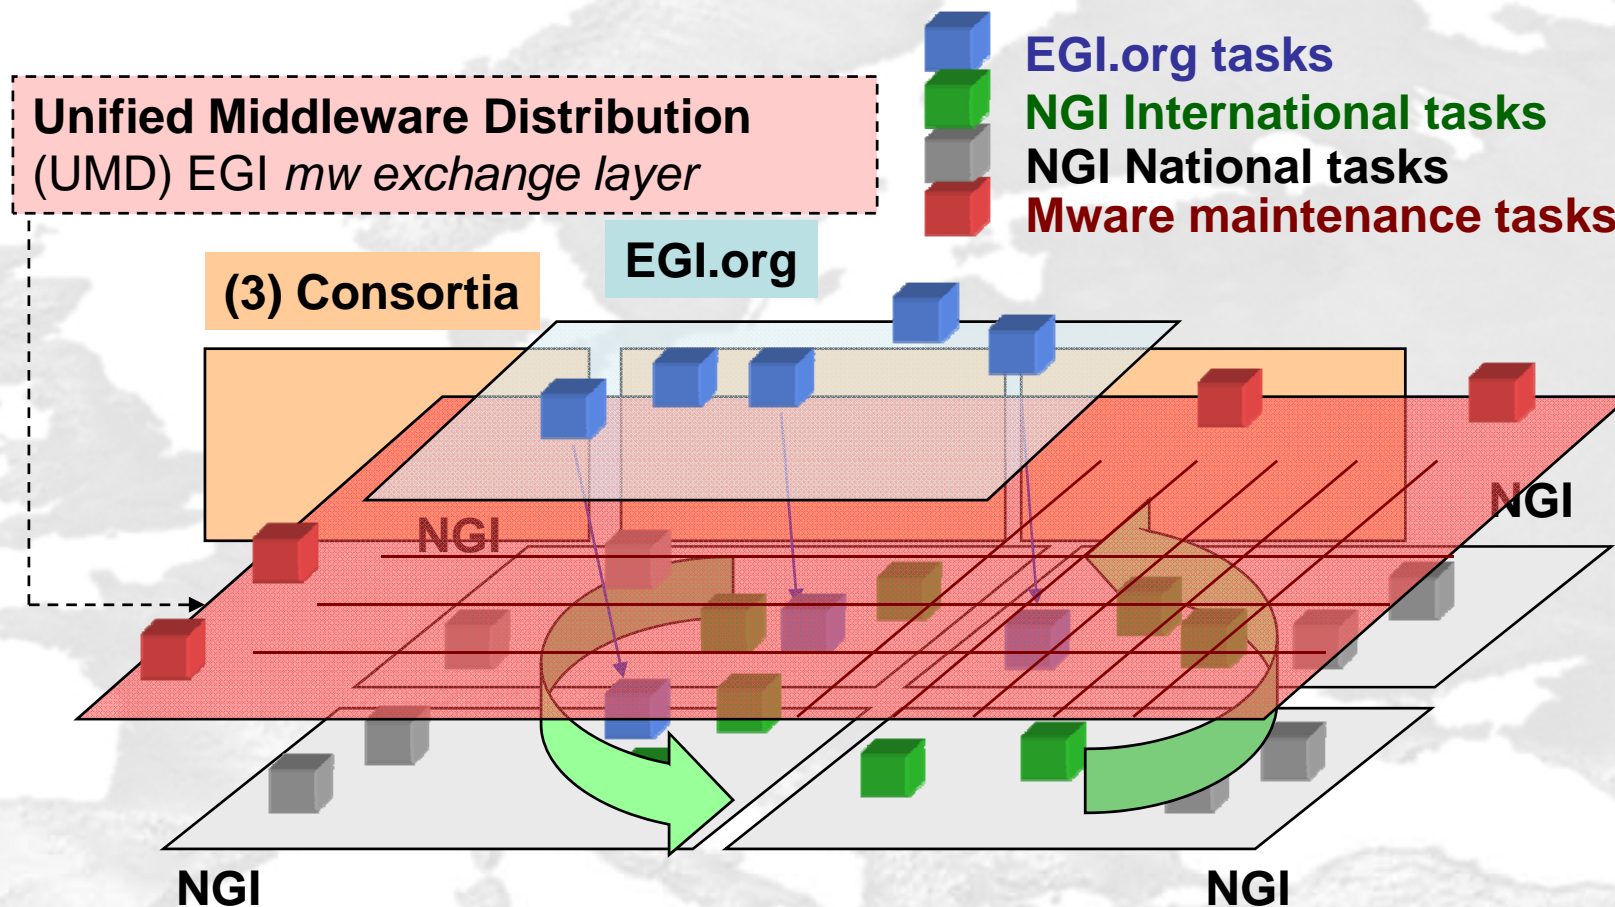 EGI.org tasks
NGI International tasks
NGI National tasks
Mware maintenance tasks
Unified Middleware Distribution
(UMD) EGI mw exchange layer
EGI.org
(3) Consortia
NGI
NGI
NGI
NGI